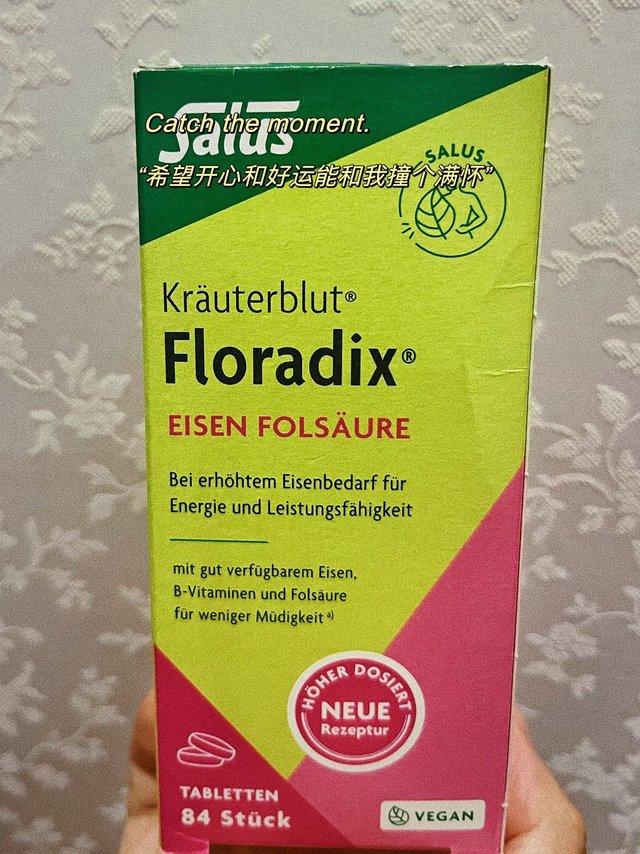 Salus
Catch the moment.
“希望开心和好运能和我撞个满怀”
SALUS
Kräuterblut®
Floradix®
EISEN FOLSÄURE
Bei erhöhtem Eisenbedarf für
Energie und Leistungsfähigkeit
mit gut verfügbarem Eisen,
B-Vitaminen und Folsäure
für weniger Müdigkeit a)
HÖHER DOSIERT
NEUE
Rezeptur
TABLETTEN
84 Stück
VEGAN